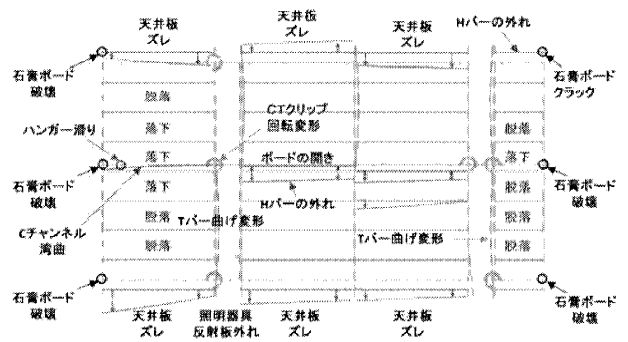 天井板
ズレ
天井板
ズレ
天井板
ズレ
Hバーの外れ
石膏ボード
破壊
石膏ボード
クラック
脱落
CTクリップ
回転変形
ハンガー滑り
脱落
落下
ボードの開き
落下
石膏ボード
破壊
落下
Hバーの外れ
脱落
石膏ボード
破壊
Cチャンネル
湾曲
脱落
Tバー曲げ変形
脱落
脱落
Tバー曲げ変形
脱落
石膏ボード
破壊
天井板
ズレ
照明器具
反射板外れ
天井板
ズレ
天井板
ズレ
石膏ボード
破壊